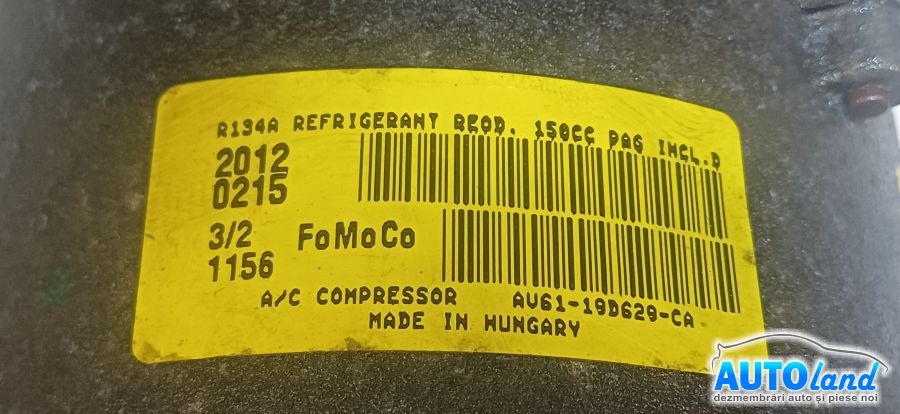 R134A REFRIGERANT REQD. 150CC PAG INCL.D
2012
0215
3/2 FoMoCo
1156
A/C COMPRESSOR AV61-19D629-CA
MADE IN HUNGARY
AUTOland
dezmembrări auto și piese noi